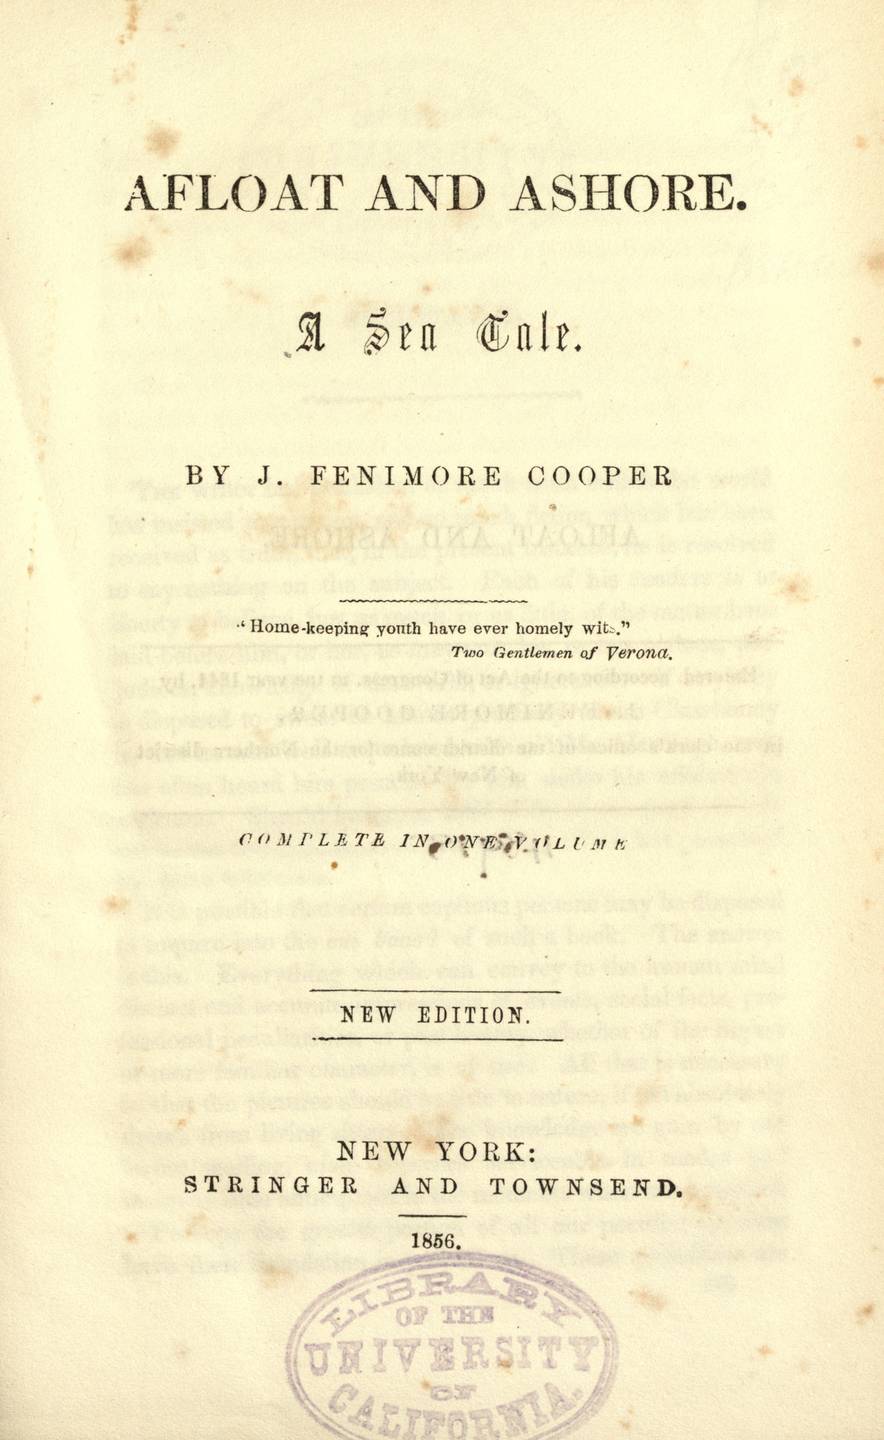 AFLOAT AND ASHORE.
A Sea Tale.
BY J. FENIMORE COOPER
"Home-keeping youth have ever homely wits."
Two Gentlemen of Verona.
COMPLETE IN ONE VOLUME
NEW EDITION.
NEW YORK:
STRINGER AND TOWNSEND.
1856.
LIBRARY
OF THE
UNIVERSITY
OF
CALIFORNIA.